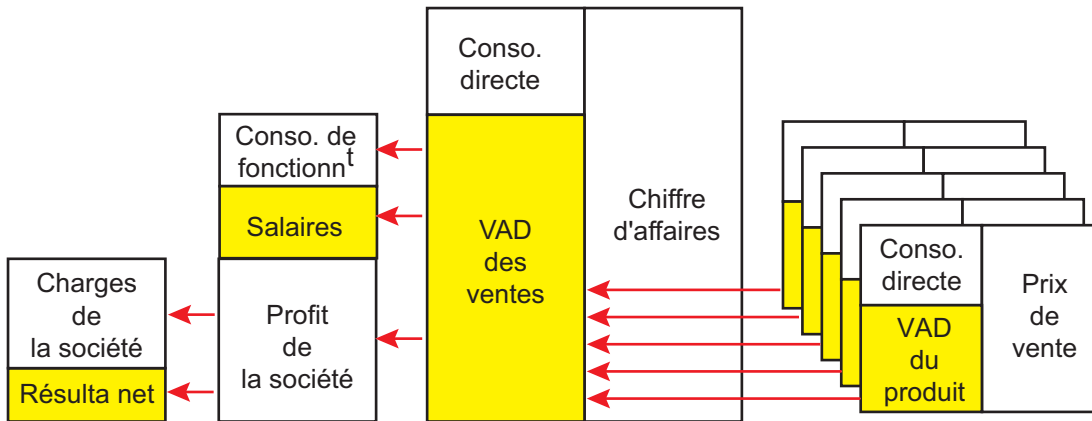 Charges
de
la société
Résulta net
Conso. de
fonctionnt
Salaires
Profit
de
la société
Conso.
directe
VAD
des
ventes
Chiffre
d'affaires
Conso.
directe
VAD
du
produit
Prix
de
vente